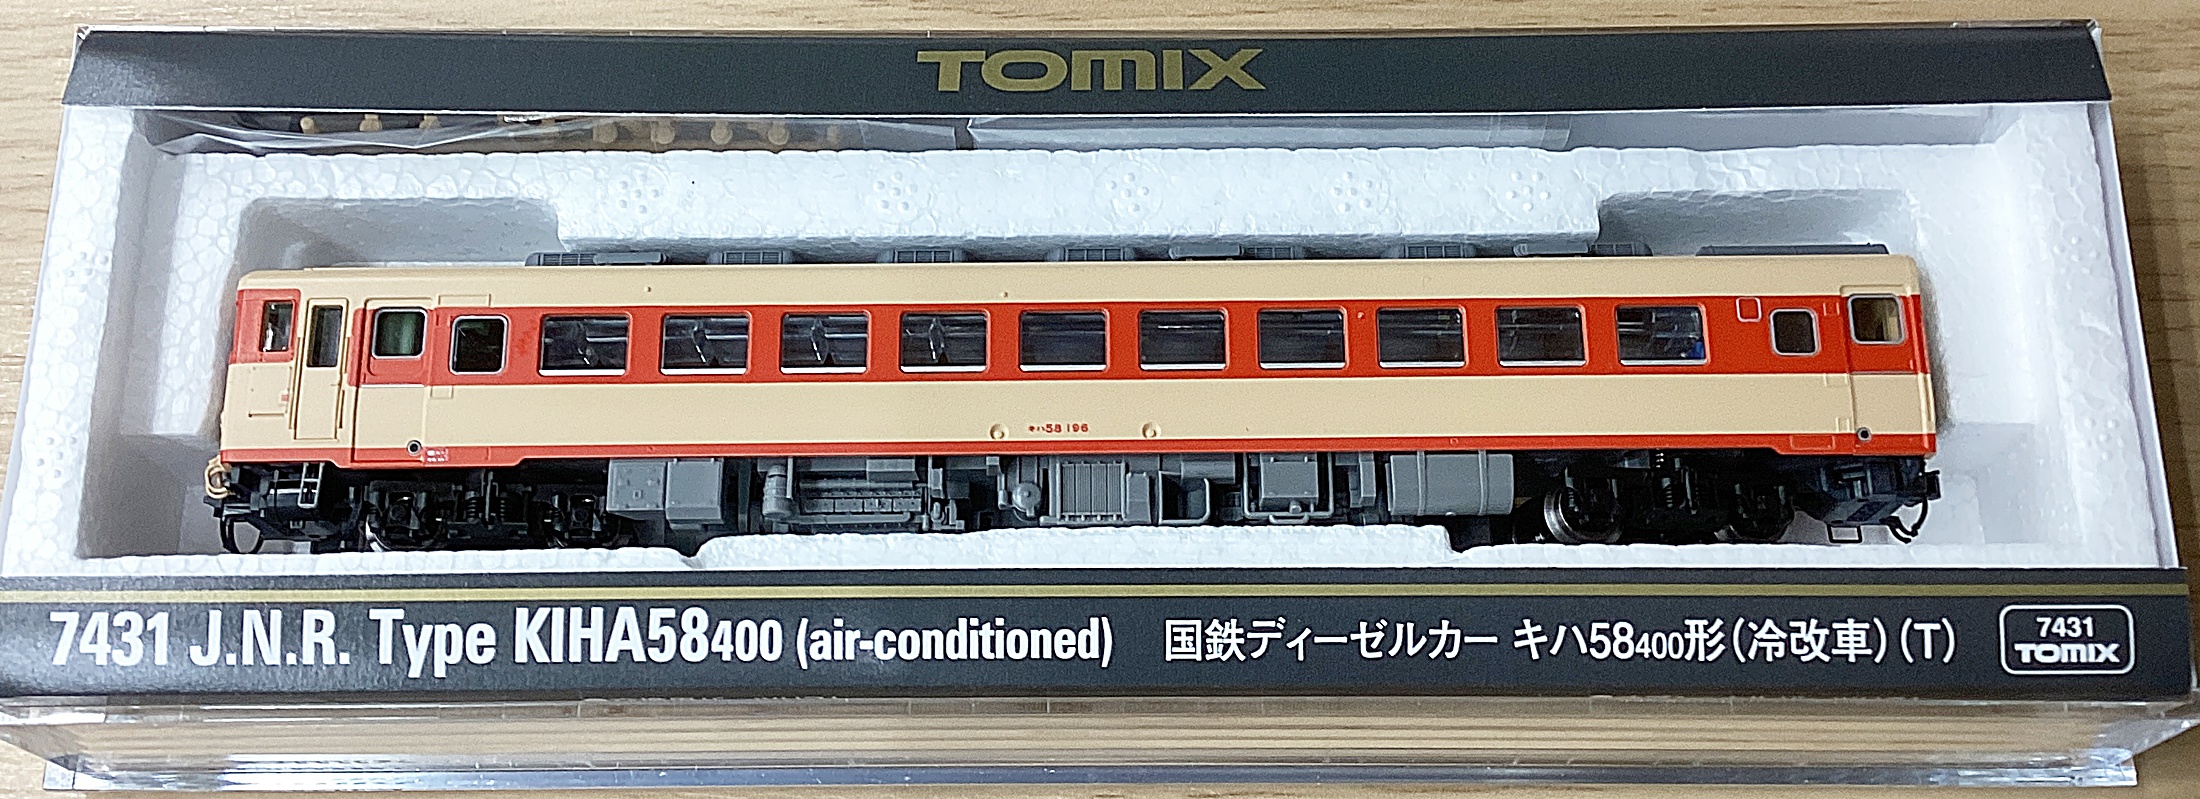 TOMIX
キハ58 196
7431 J.N.R. Type KIHA58400 (air-conditioned) 国鉄ディーゼルカー キハ58400形(冷改車)(T)
7431
TOMIX